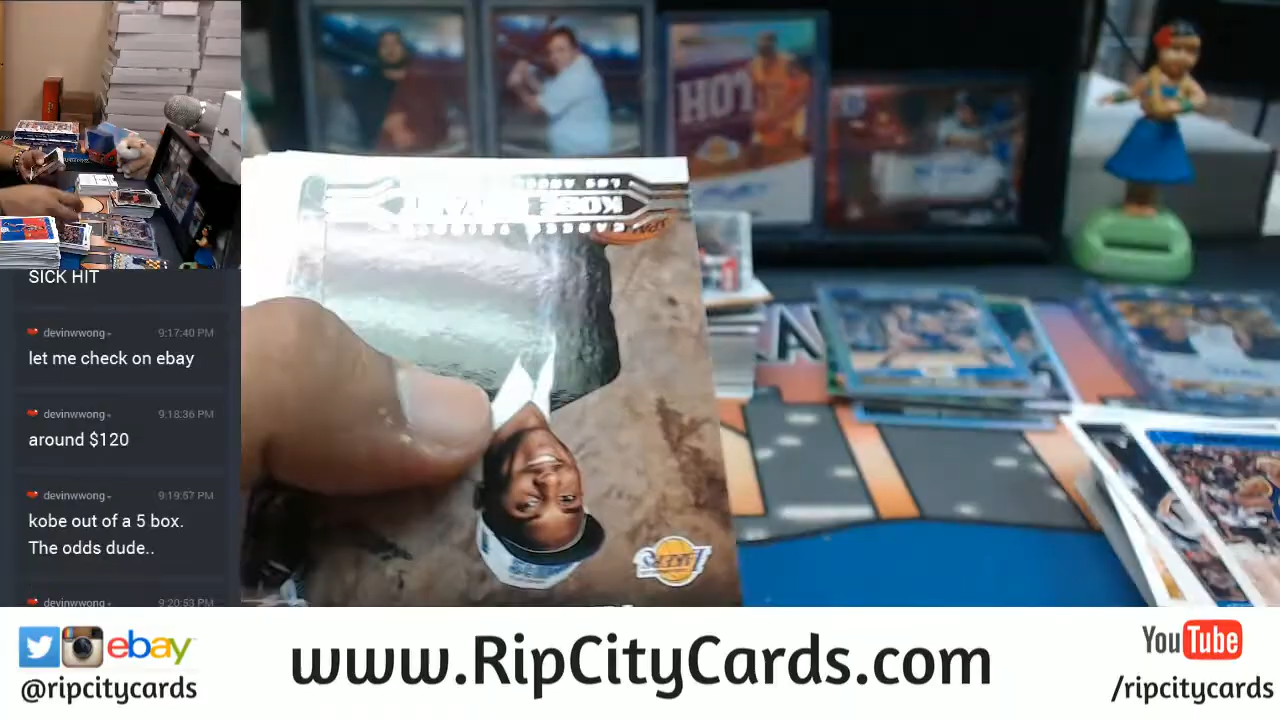 SICK HIT
devinwwong
9:17:40 PM
let me check on ebay
devinwwong
9:18:36 PM
around $120
devinwwong
9:19:57 PM
kobe out of a 5 box.
The odds dude..
devinwwong
9:20:53 PM
HOT
KOBE
LAKERS
ebay
@ripcitycards
www.RipCityCards.com
YouTube
/ripcitycards